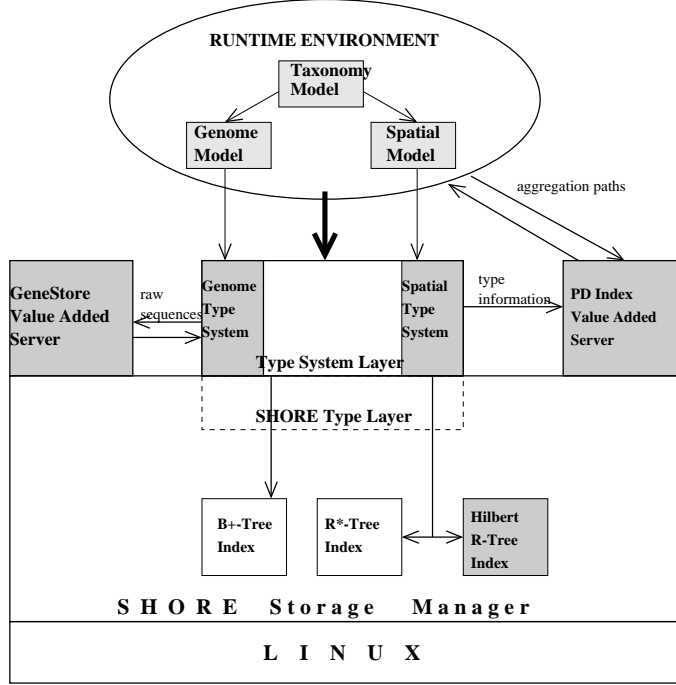 RUNTIME ENVIRONMENT
Taxonomy
Model
Genome
Model
Spatial
Model
aggregation paths
GeneStore
Value Added
Server
raw
sequences
Genome
Type
System
Spatial
Type
System
type
information
PD Index
Value Added
Server
Type System Layer
SHORE Type Layer
B+-Tree
Index
R*-Tree
Index
Hilbert
R-Tree
Index
SHORE Storage Manager
LINUX